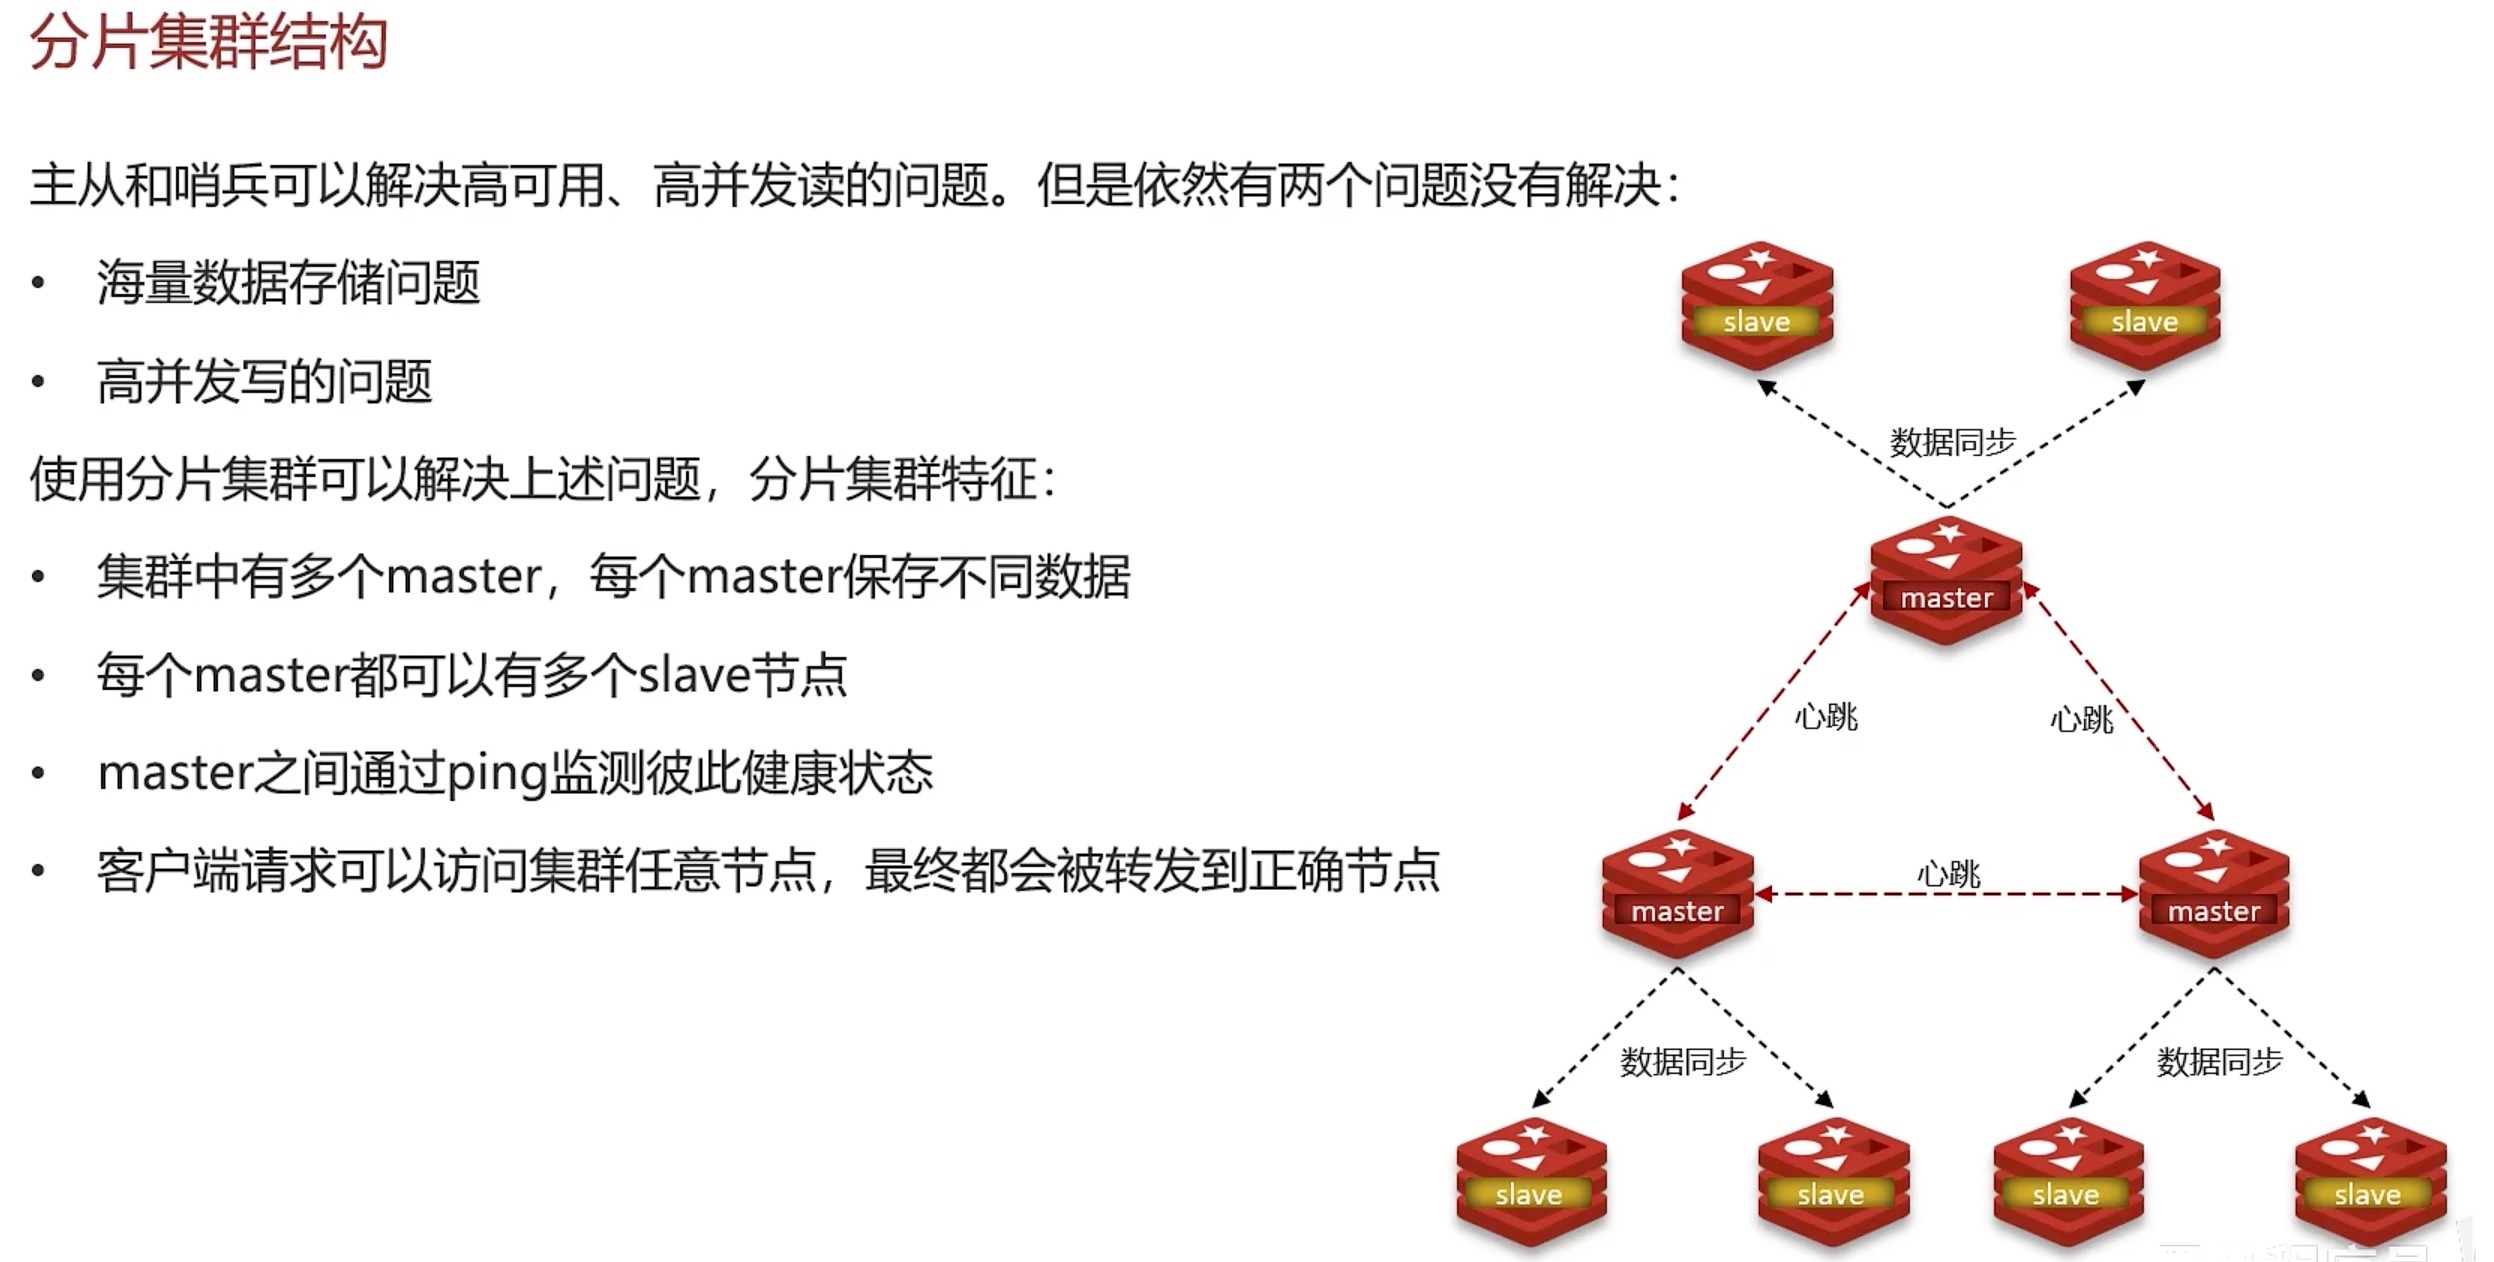 分片集群结构
主从和哨兵可以解决高可用、高并发读的问题。但是依然有两个问题没有解决：
• 海量数据存储问题
• 高并发写的问题
使用分片集群可以解决上述问题，分片集群特征：
• 集群中有多个master，每个master保存不同数据
• 每个master都可以有多个slave节点
• master之间通过ping监测彼此健康状态
• 客户端请求可以访问集群任意节点，最终都会被转发到正确节点
slave
slave
数据同步
master
心跳
心跳
心跳
master
master
数据同步
数据同步
slave
slave
slave
slave